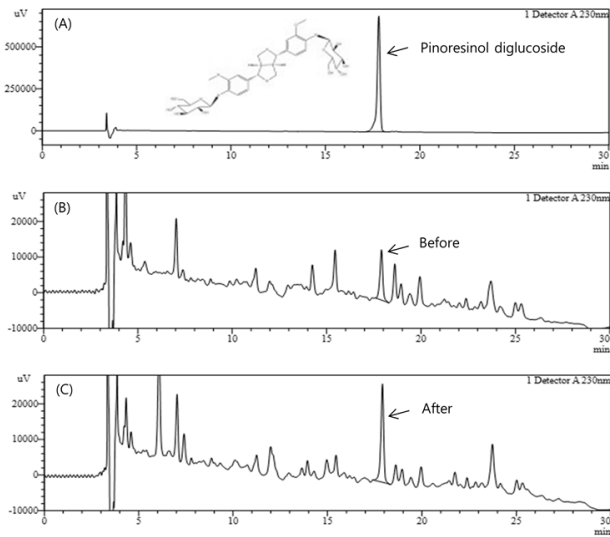 uV
1 Detector A 230nm
(A)
Pinoresinol diglucoside
500000
250000
0
0 5 10 15 20 25 30
min
uV
1 Detector A 230nm
(B)
Before
20000
10000
0
-10000
0 5 10 15 20 25 30
min
uV
1 Detector A 230nm
(C)
After
20000
10000
0
-10000
0 5 10 15 20 25 30
min